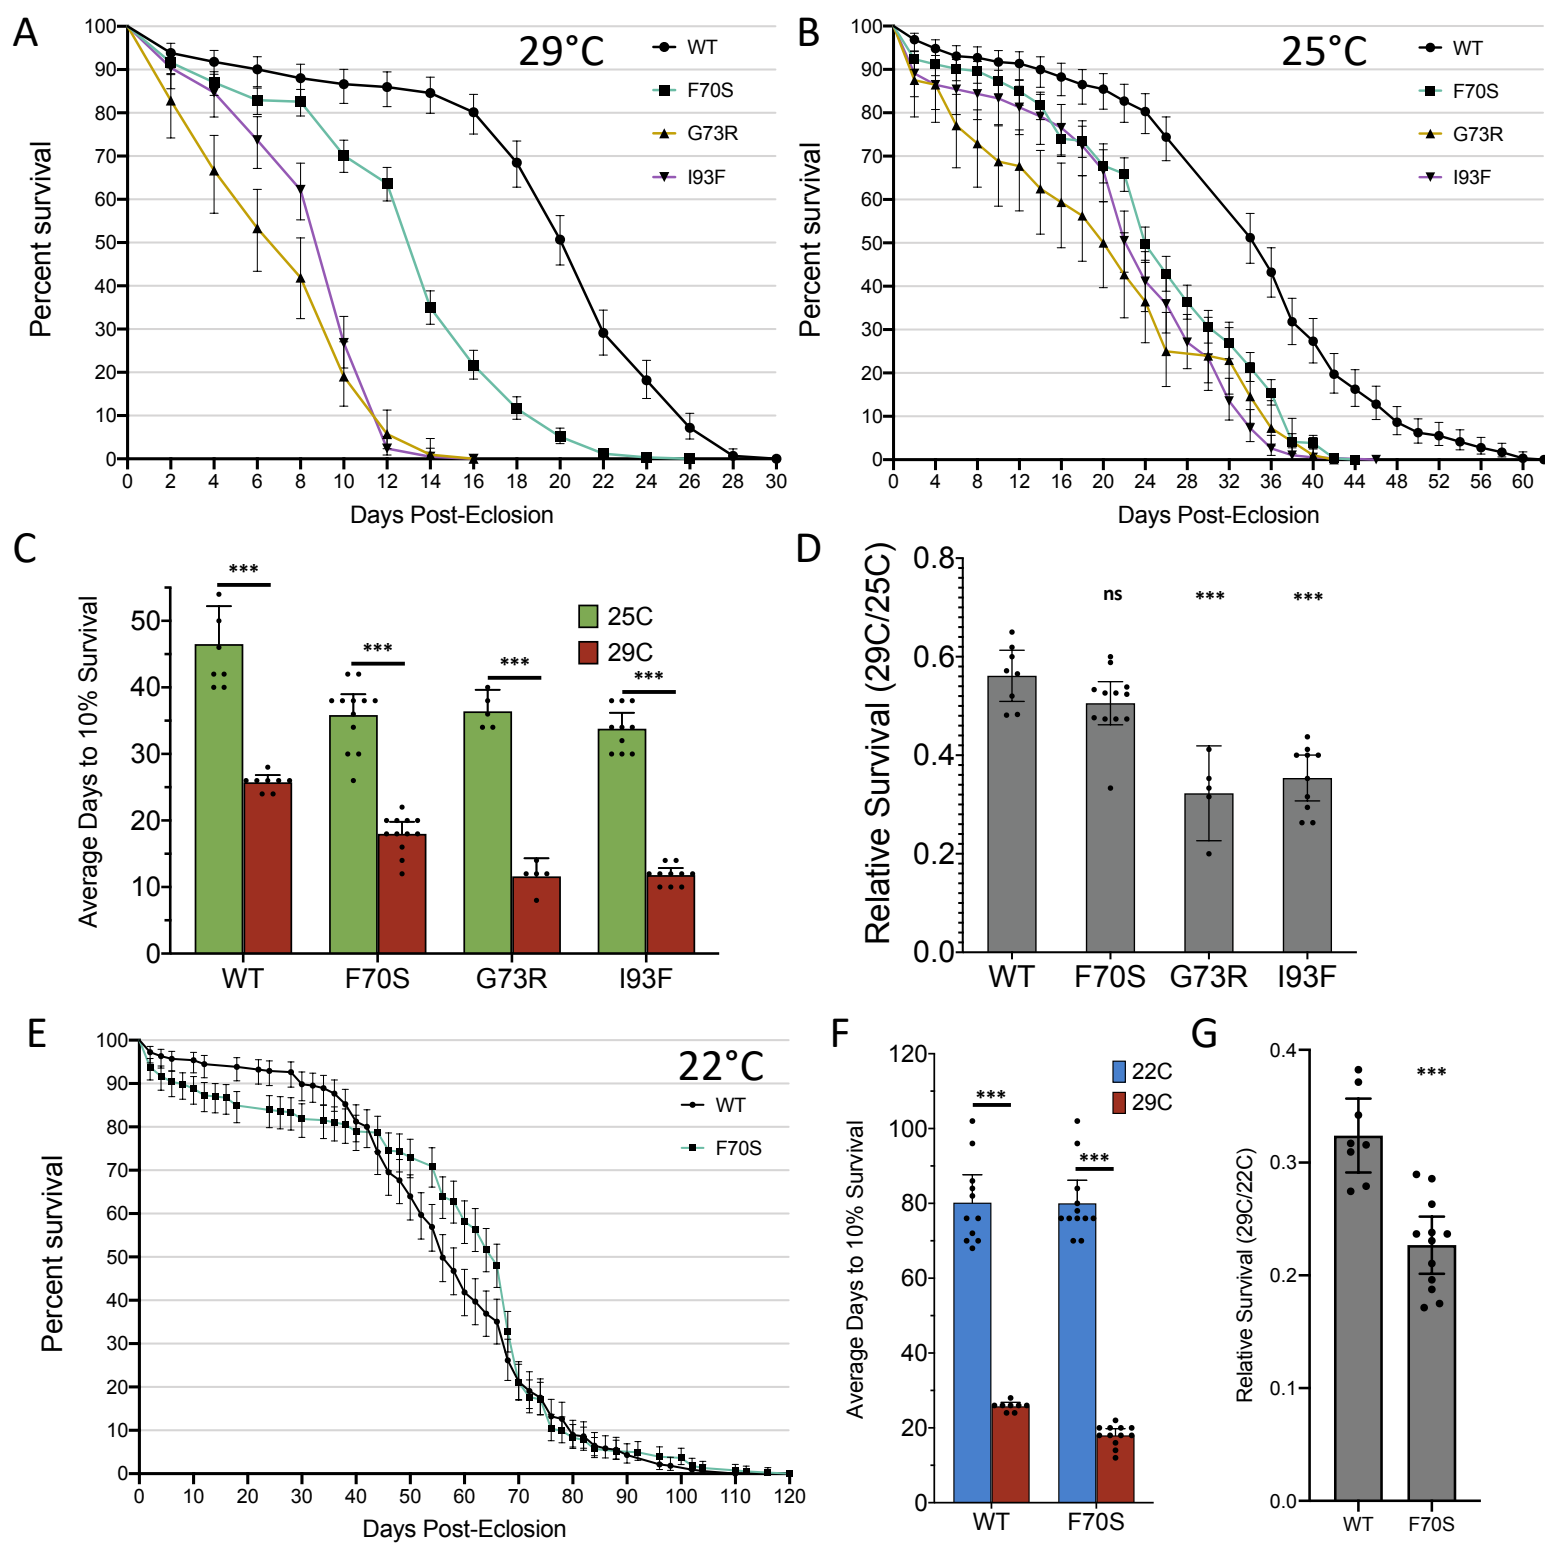 A
29°C
WT
F70S
G73R
I93F
Percent survival
100
90
80
70
60
50
40
30
20
10
0
0 2 4 6 8 10 12 14 16 18 20 22 24 26 28 30
Days Post-Eclosion
B
25°C
WT
F70S
G73R
I93F
Percent survival
100
90
80
70
60
50
40
30
20
10
0
0 4 8 12 16 20 24 28 32 36 40 44 48 52 56 60
Days Post-Eclosion
C
Average Days to 10% Survival
50
40
30
20
10
0
*** *** *** ***
25C
29C
WT F70S G73R I93F
D
Relative Survival (29C/25C)
0.8
0.6
0.4
0.2
0.0
ns *** ***
WT F70S G73R I93F
E
22°C
WT
F70S
Percent survival
100
90
80
70
60
50
40
30
20
10
0
0 10 20 30 40 50 60 70 80 90 100 110 120
Days Post-Eclosion
F
Average Days to 10% Survival
120
100
80
60
40
20
0
22C
29C
*** ***
WT F70S
G
Relative Survival (29C/22C)
0.4
0.3
0.2
0.1
0.0
***
WT F70S